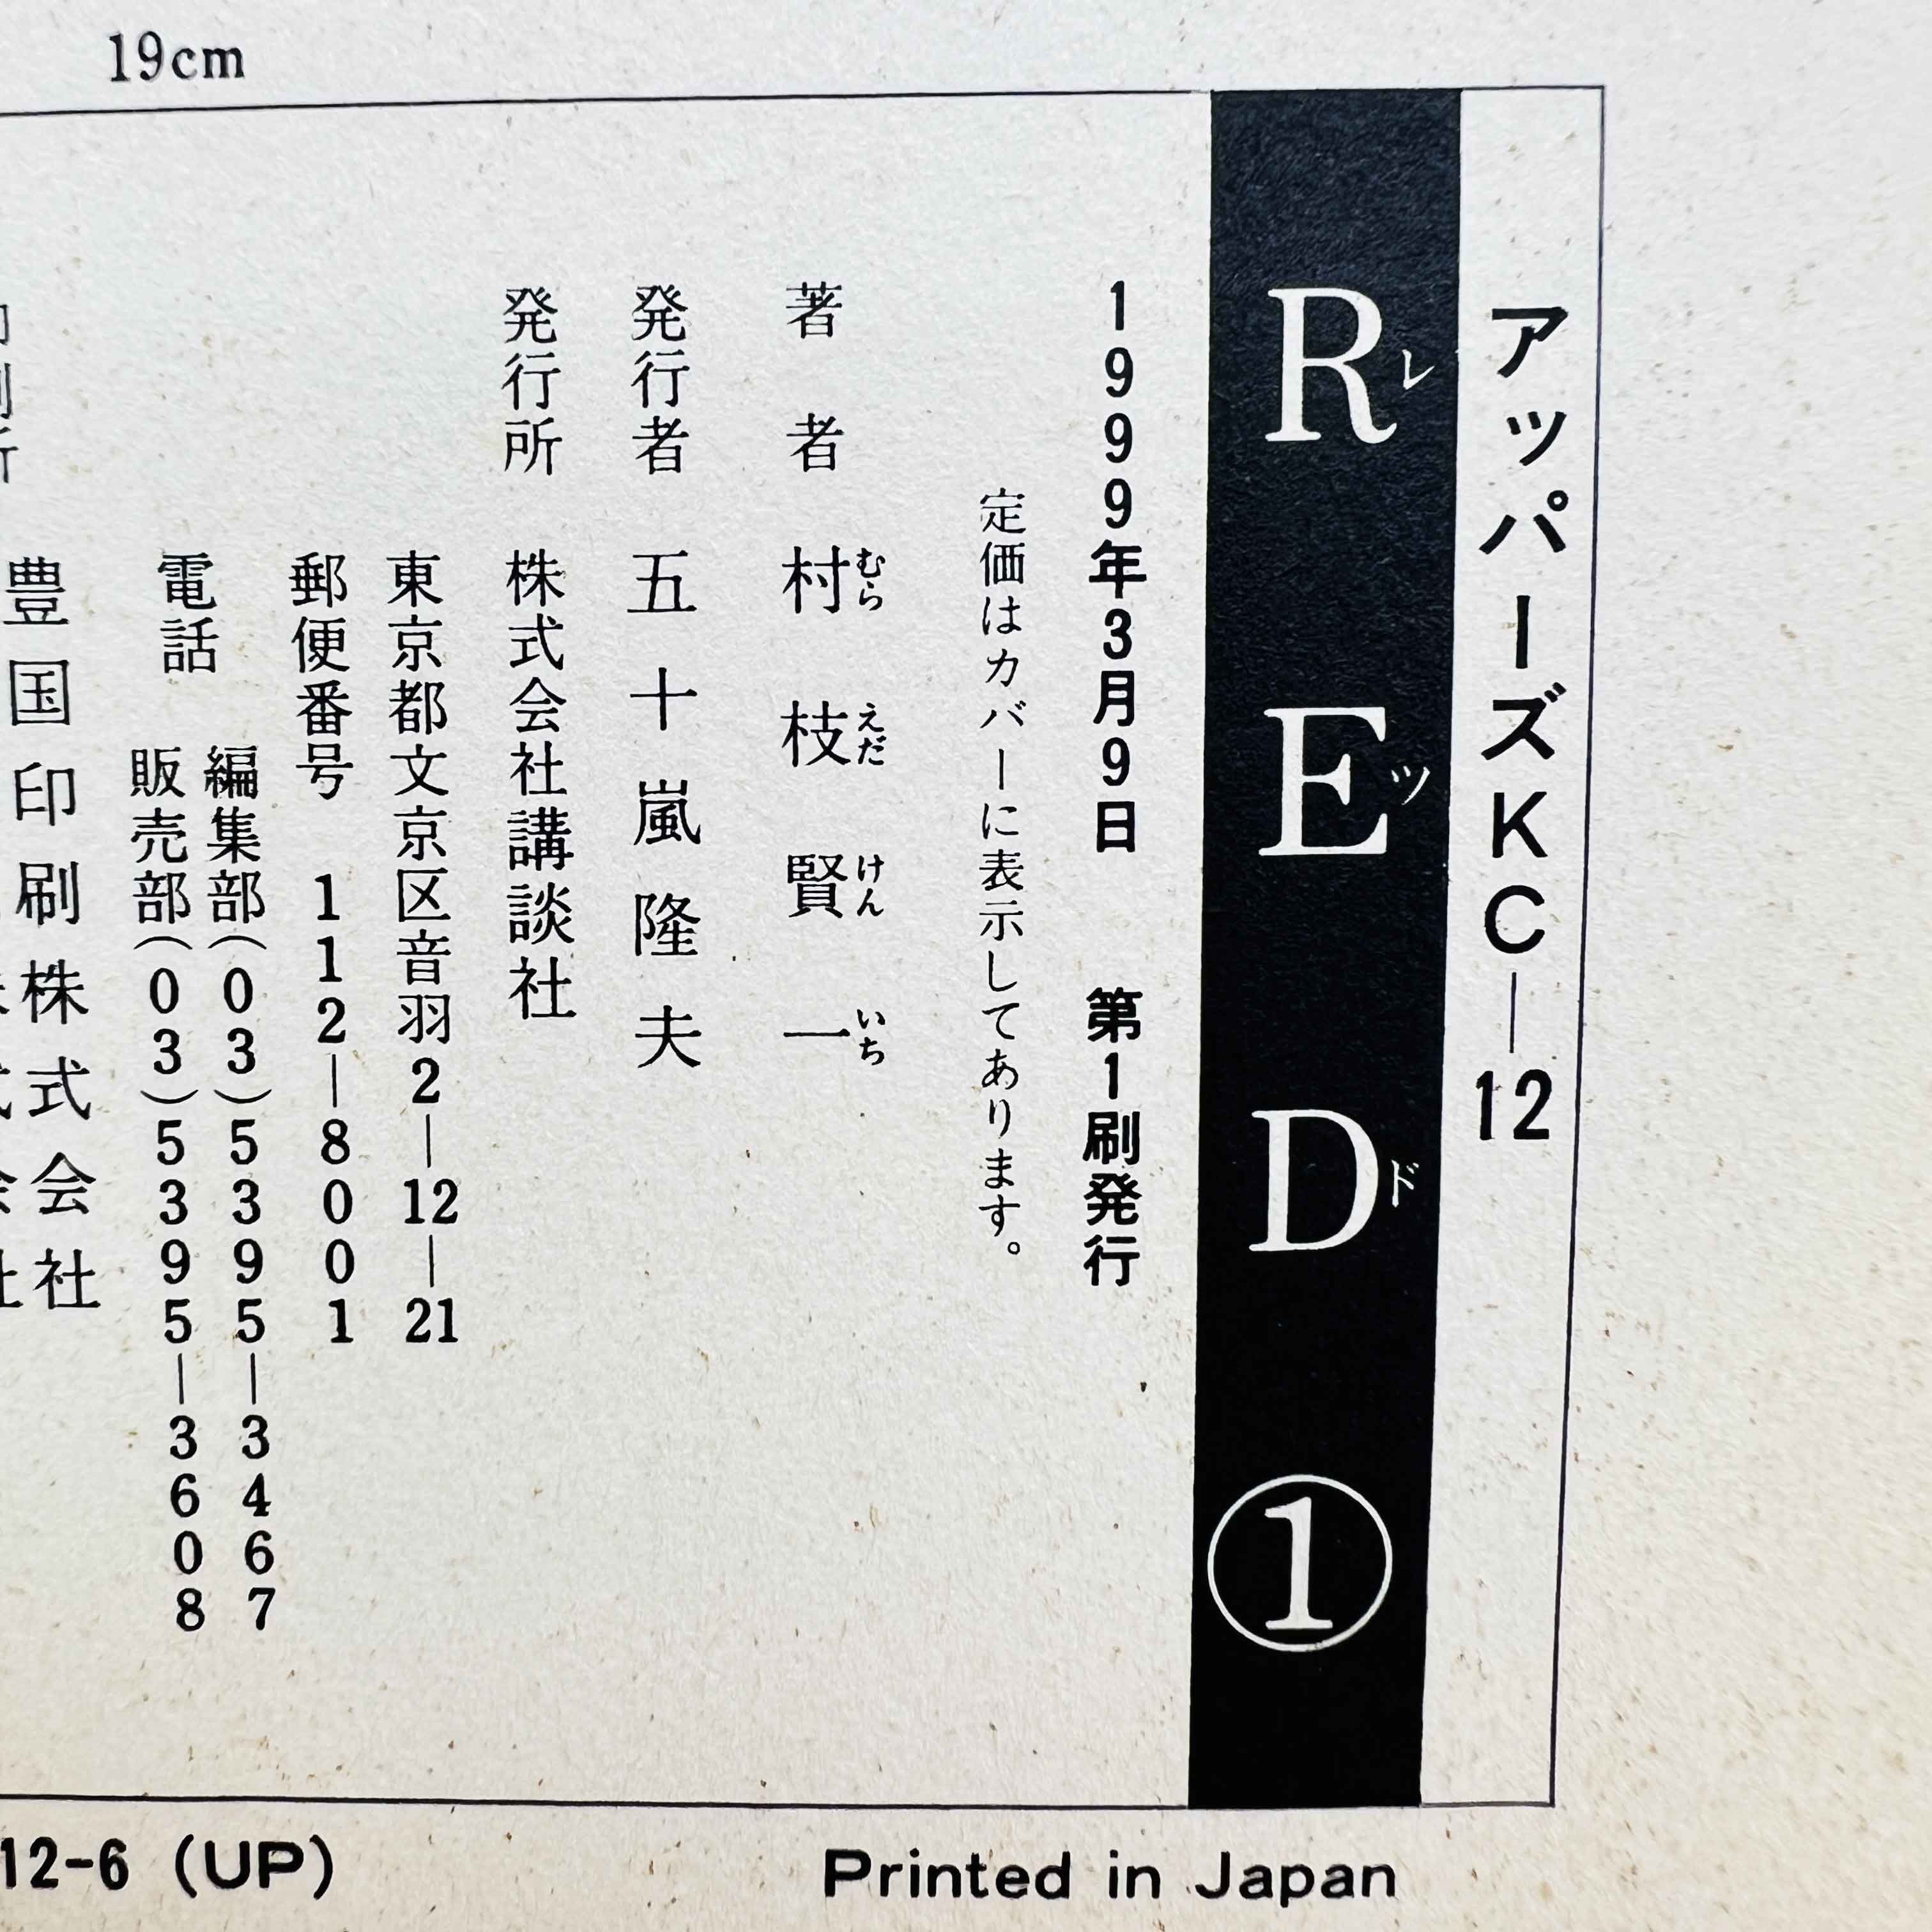 19cm
アッパーズKC—12
RED ①
レッド
1999年3月9日 第1刷発行
定価はカバーに表示してあります。
著者 村枝賢一
むらえだけんいち
発行者 五十嵐隆夫
発行所 株式会社講談社
東京都文京区音羽2—12—21
郵便番号 112—8001
電話 編集部(03)5395—3467
販売部(03)5395—3608
豊国印刷株式会社
12-6 (UP)
Printed in Japan